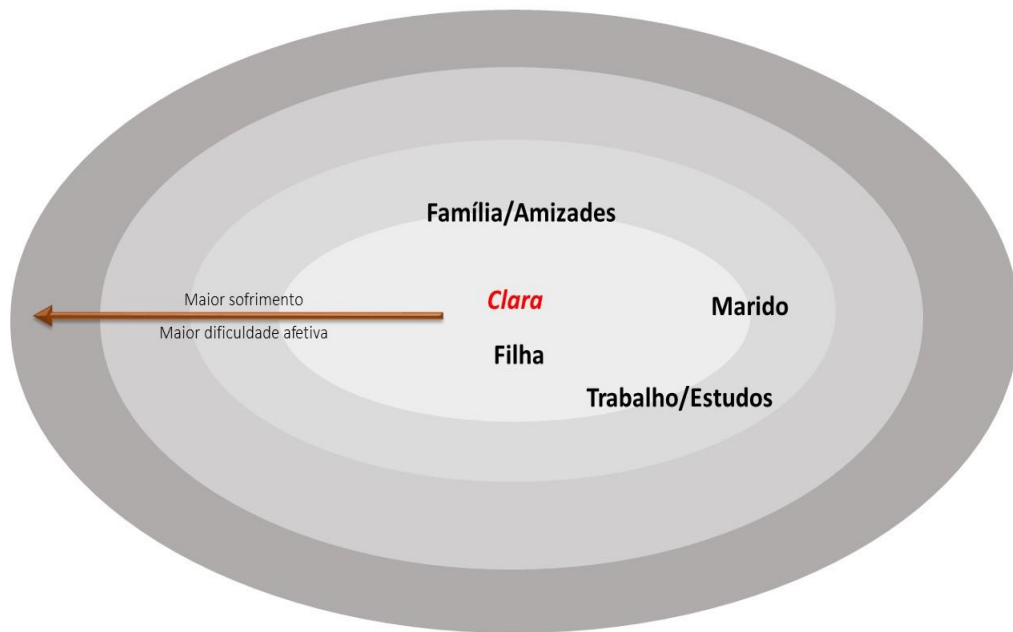 Família/Amizades
Maior sofrimento
Clara
Marido
Maior dificuldade afetiva
Filha
Trabalho/Estudos